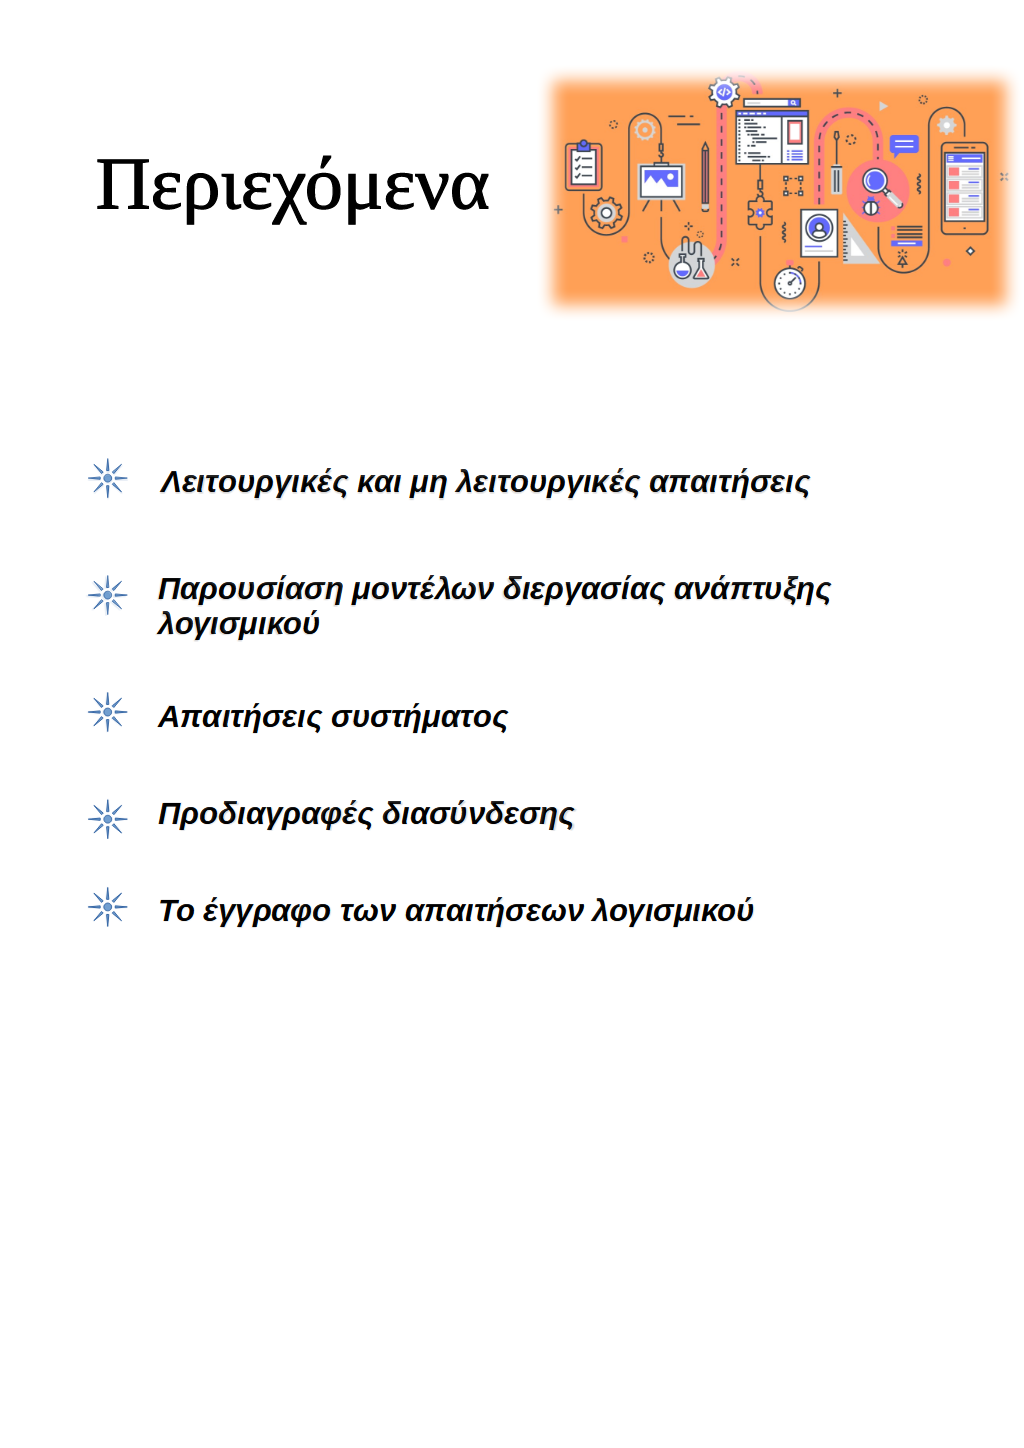 Περιεχόμενα
Λειτουργικές και μη λειτουργικές απαιτήσεις
Παρουσίαση μοντέλων διεργασίας ανάπτυξης
λογισμικού
Απαιτήσεις συστήματος
Προδιαγραφές διασύνδεσης
Το έγγραφο των απαιτήσεων λογισμικού